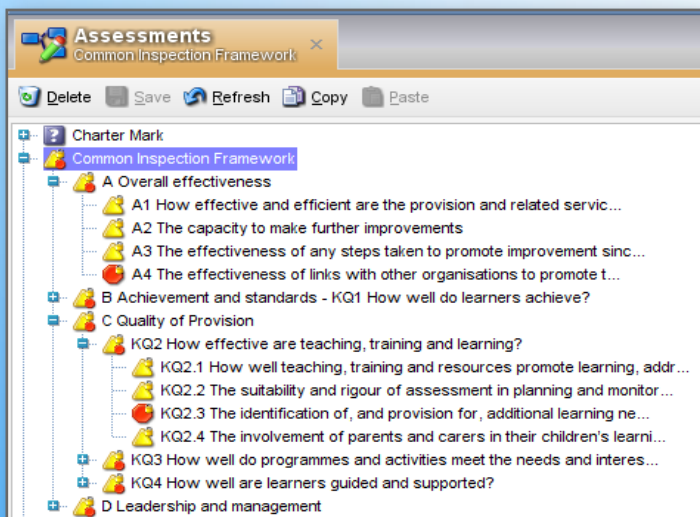 Assessments
Common Inspection Framework
Delete Save Refresh Copy Paste
? Charter Mark
Common Inspection Framework
A Overall effectiveness
A1 How effective and efficient are the provision and related servic...
A2 The capacity to make further improvements
A3 The effectiveness of any steps taken to promote improvement sinc...
A4 The effectiveness of links with other organisations to promote t...
B Achievement and standards - KQ1 How well do learners achieve?
C Quality of Provision
KQ2 How effective are teaching, training and learning?
KQ2.1 How well teaching, training and resources promote learning, addr...
KQ2.2 The suitability and rigour of assessment in planning and monitor...
KQ2.3 The identification of, and provision for, additional learning ne...
KQ2.4 The involvement of parents and carers in their children's learni...
KQ3 How well do programmes and activities meet the needs and interes...
KQ4 How well are learners guided and supported?
D Leadership and management